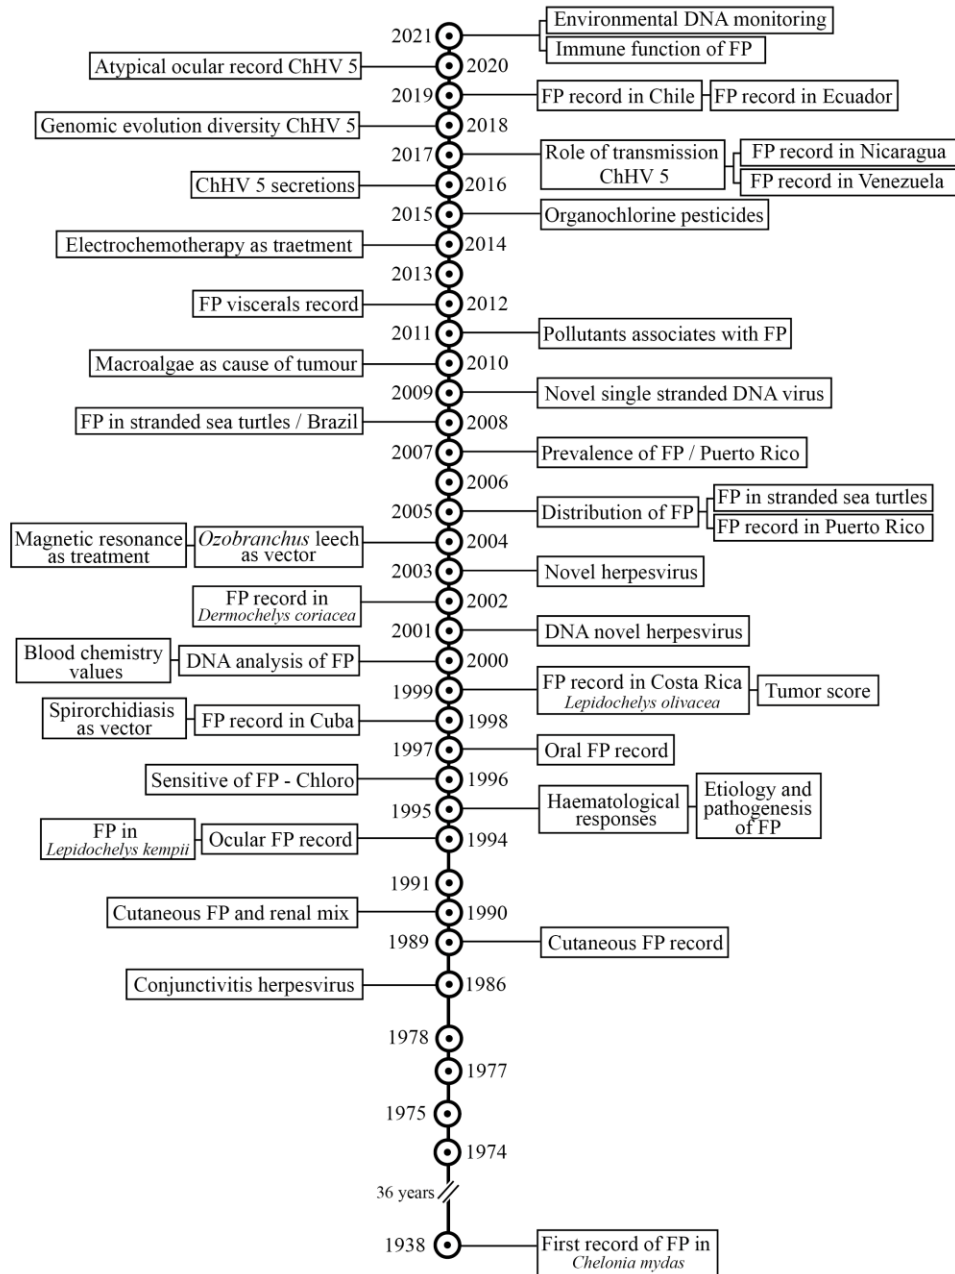 2021
Environmental DNA monitoring
Immune function of FP
Atypical ocular record ChHV 5
2020
2019
FP record in Chile
FP record in Ecuador
Genomic evolution diversity ChHV 5
2018
2017
Role of transmission
ChHV 5
FP record in Nicaragua
FP record in Venezuela
ChHV 5 secretions
2016
2015
Organochlorine pesticides
Electrochemotherapy as traetment
2014
2013
FP viscerals record
2012
2011
Pollutants associates with FP
Macroalgae as cause of tumour
2010
2009
Novel single stranded DNA virus
FP in stranded sea turtles / Brazil
2008
2007
Prevalence of FP / Puerto Rico
2006
2005
Distribution of FP
FP in stranded sea turtles
FP record in Puerto Rico
Magnetic resonance
as treatment
Ozobranchus leech
as vector
2004
2003
Novel herpesvirus
FP record in
Dermochelys coriacea
2002
2001
DNA novel herpesvirus
Blood chemistry
values
DNA analysis of FP
2000
1999
FP record in Costa Rica
Lepidochelys olivacea
Tumor score
Spirorchidiasis
as vector
FP record in Cuba
1998
1997
Oral FP record
Sensitive of FP - Chloro
1996
1995
Haematological
responses
Etiology and
pathogenesis
of FP
FP in
Lepidochelys kempii
Ocular FP record
1994
1991
Cutaneous FP and renal mix
1990
1989
Cutaneous FP record
Conjunctivitis herpesvirus
1986
1978
1977
1975
1974
36 years
1938
First record of FP in
Chelonia mydas